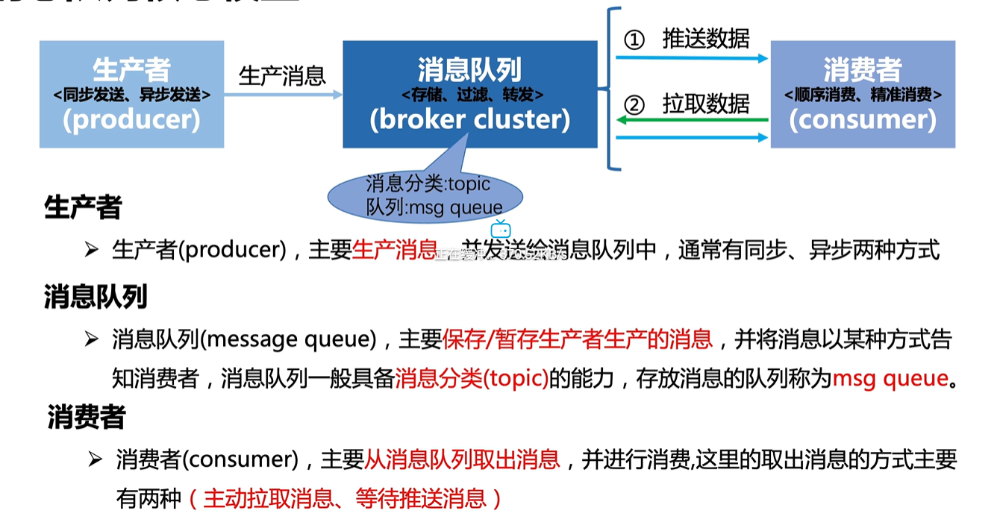 生产者
<同步发送、异步发送>
(producer)
生产消息
消息队列
<存储、过滤、转发>
(broker cluster)
① 推送数据
② 拉取数据
消费者
<顺序消费、精准消费>
(consumer)
消息分类:topic
队列:msg queue
生产者
➢ 生产者(producer)，主要生产消息，并发送给消息队列中，通常有同步、异步两种方式
消息队列
➢ 消息队列(message queue)，主要保存/暂存生产者生产的消息，并将消息以某种方式告
知消费者，消息队列一般具备消息分类(topic)的能力，存放消息的队列称为msg queue。
消费者
➢ 消费者(consumer)，主要从消息队列取出消息，并进行消费,这里的取出消息的方式主要
有两种（主动拉取消息、等待推送消息）